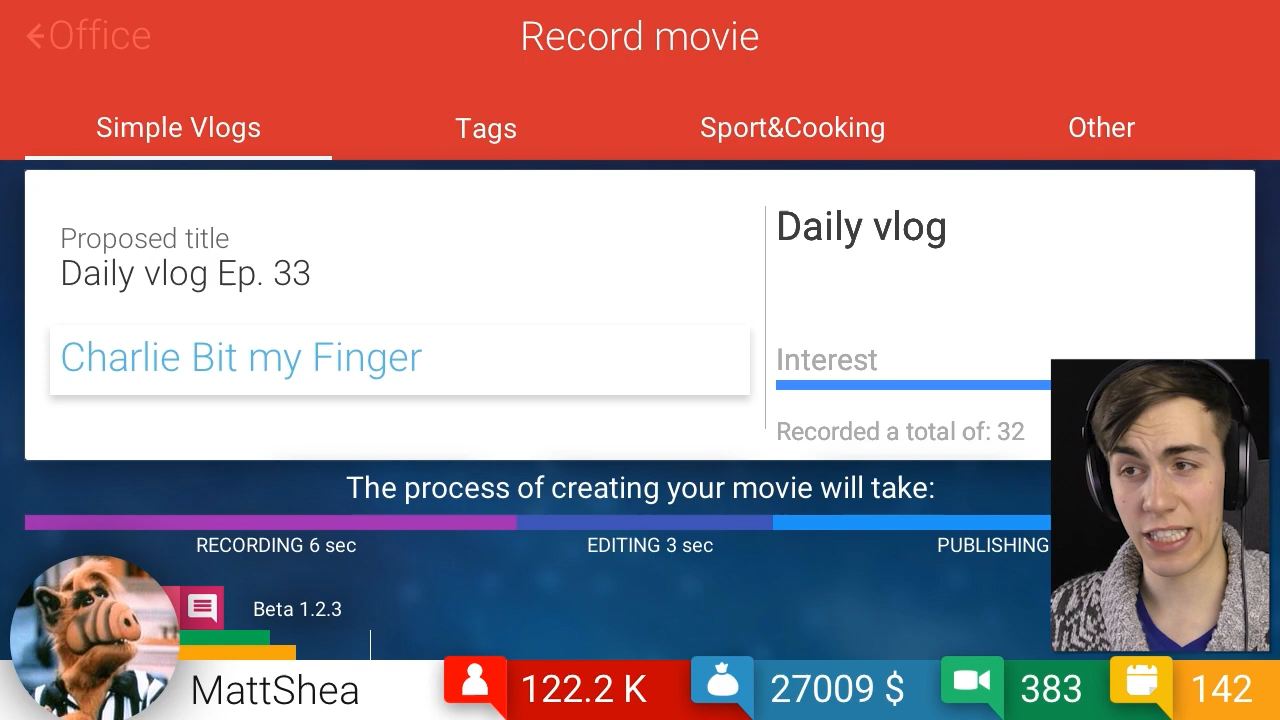 Office
Record movie
Simple Vlogs
Tags
Sport&Cooking
Other
Proposed title
Daily vlog Ep. 33
Charlie Bit my Finger
Daily vlog
Interest
Recorded a total of: 32
The process of creating your movie will take:
RECORDING 6 sec
EDITING 3 sec
PUBLISHING
Beta 1.2.3
MattShea
122.2 K
27009 $
383
142